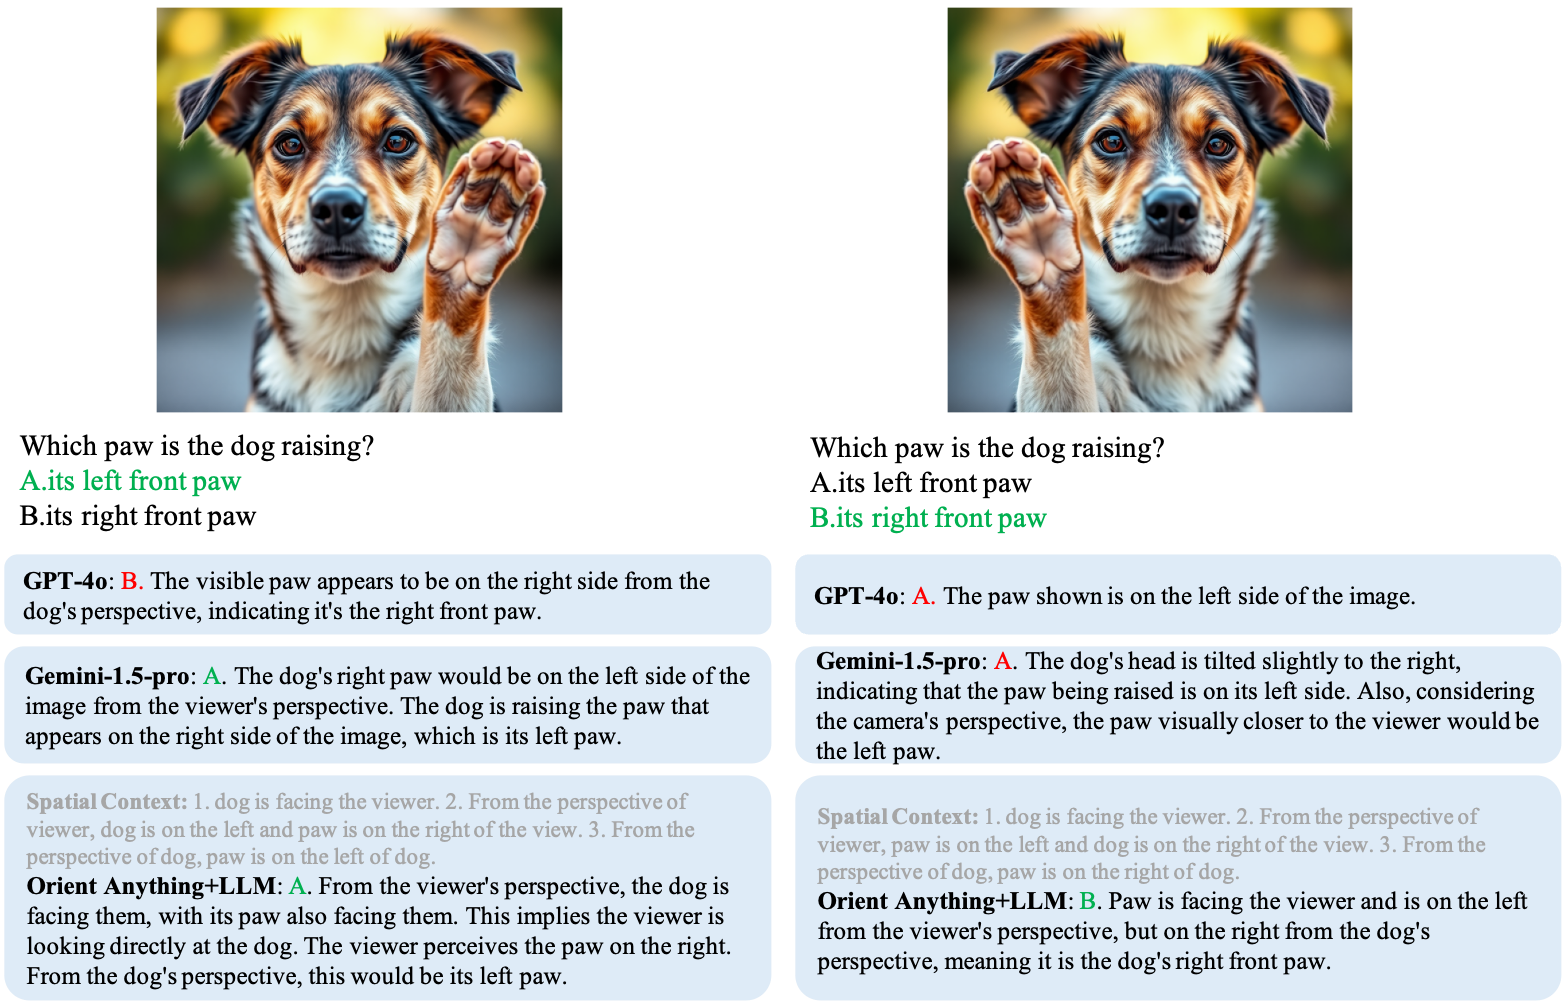 Which paw is the dog raising?
A.its left front paw
B.its right front paw
GPT-4o: B. The visible paw appears to be on the right side from the
dog's perspective, indicating it's the right front paw.
Gemini-1.5-pro: A. The dog's right paw would be on the left side of the
image from the viewer's perspective. The dog is raising the paw that
appears on the right side of the image, which is its left paw.
Spatial Context: 1. dog is facing the viewer. 2. From the perspective of
viewer, dog is on the left and paw is on the right of the view. 3. From the
perspective of dog, paw is on the left of dog.
Orient Anything+LLM: A. From the viewer's perspective, the dog is
facing them, with its paw also facing them. This implies the viewer is
looking directly at the dog. The viewer perceives the paw on the right.
From the dog's perspective, this would be its left paw.
Which paw is the dog raising?
A.its left front paw
B.its right front paw
GPT-4o: A. The paw shown is on the left side of the image.
Gemini-1.5-pro: A. The dog's head is tilted slightly to the right,
indicating that the paw being raised is on its left side. Also, considering
the camera's perspective, the paw visually closer to the viewer would be
the left paw.
Spatial Context: 1. dog is facing the viewer. 2. From the perspective of
viewer, paw is on the left and dog is on the right of the view. 3. From the
perspective of dog, paw is on the right of dog.
Orient Anything+LLM: B. Paw is facing the viewer and is on the left
from the viewer's perspective, but on the right from the dog's
perspective, meaning it is the dog's right front paw.